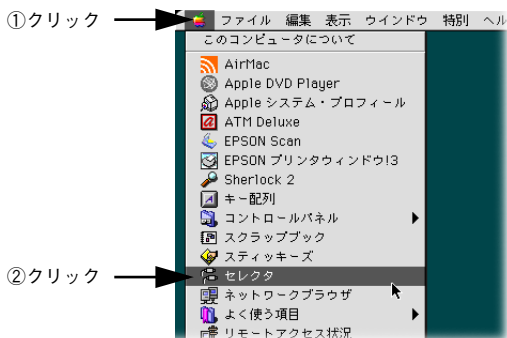 ①クリック
ファイル 編集 表示 ウインドウ 特別 ヘル
このコンピュータについて
AirMac
Apple DVD Player
Apple システム・プロフィール
ATM Deluxe
EPSON Scan
EPSON プリンタウィンドウ!3
Sherlock 2
キー配列
コントロールパネル
スクラップブック
スティッキーズ
②クリック
セレクタ
ネットワークブラウザ
よく使う項目
リモートアクセス状況